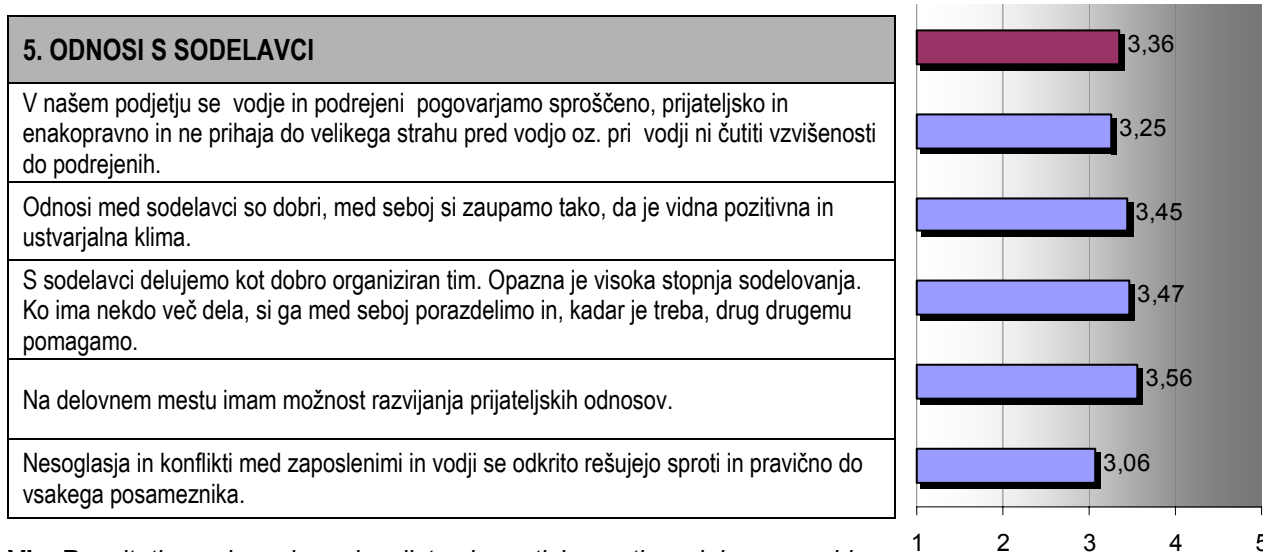 5. ODNOSI S SODELAVCI
3,36
V našem podjetju se vodje in podrejeni pogovarjamo sproščeno, prijateljsko in
enakopravno in ne prihaja do velikega strahu pred vodjo oz. pri vodji ni čutiti vzvišenosti
do podrejenih.
3,25
Odnosi med sodelavci so dobri, med seboj si zaupamo tako, da je vidna pozitivna in
ustvarjalna klima.
3,45
S sodelavci delujemo kot dobro organiziran tim. Opazna je visoka stopnja sodelovanja.
Ko ima nekdo več dela, si ga med seboj porazdelimo in, kadar je treba, drug drugemu
pomagamo.
3,47
Na delovnem mestu imam možnost razvijanja prijateljskih odnosov.
3,56
Nesoglasja in konflikti med zaposlenimi in vodji se odkrito rešujejo sproti in pravično do
vsakega posameznika.
3,06
1 2 3 4 5